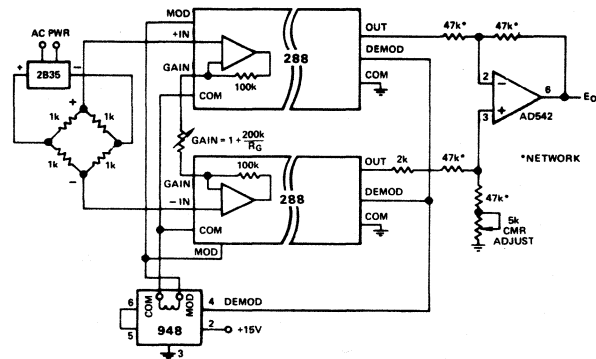 MOD
OUT
47k*
47k*
AC PWR
+IN
DEMOD
+
2B35
-
GAIN
100k
288
COM
2
-
6
EO
COM
3
+
AD542
+
1k
1k
GAIN = 1 + 200k/RG
1k
1k
100k
OUT
2k
47k*
*NETWORK
-
GAIN
288
DEMOD
47k*
-IN
COM
5k
CMR
ADJUST
COM
MOD
COM
MOD
4
DEMOD
6
5
948
2
+15V
3